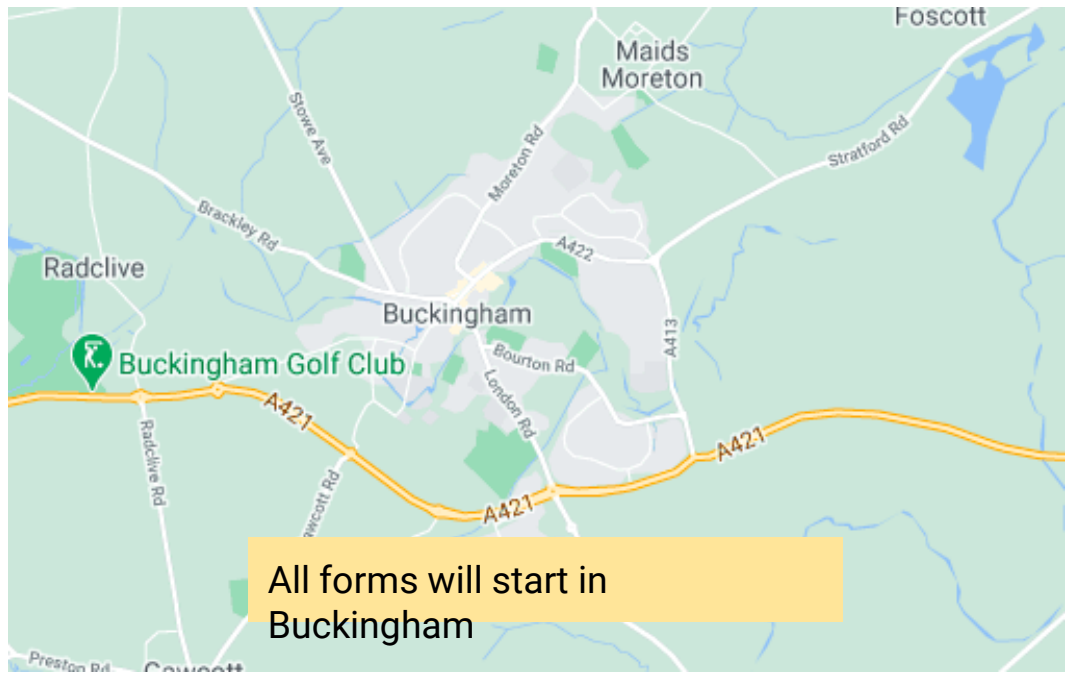 Foscott
Maids
Moreton
Stowe Ave
Moreton Rd
Stratford Rd
Brackley Rd
A422
Radclive
Buckingham
A413
Buckingham Golf Club
Bourton Rd
London Rd
A421
A421
A421
Radclive Rd
All forms will start in
Buckingham
Preston Rd